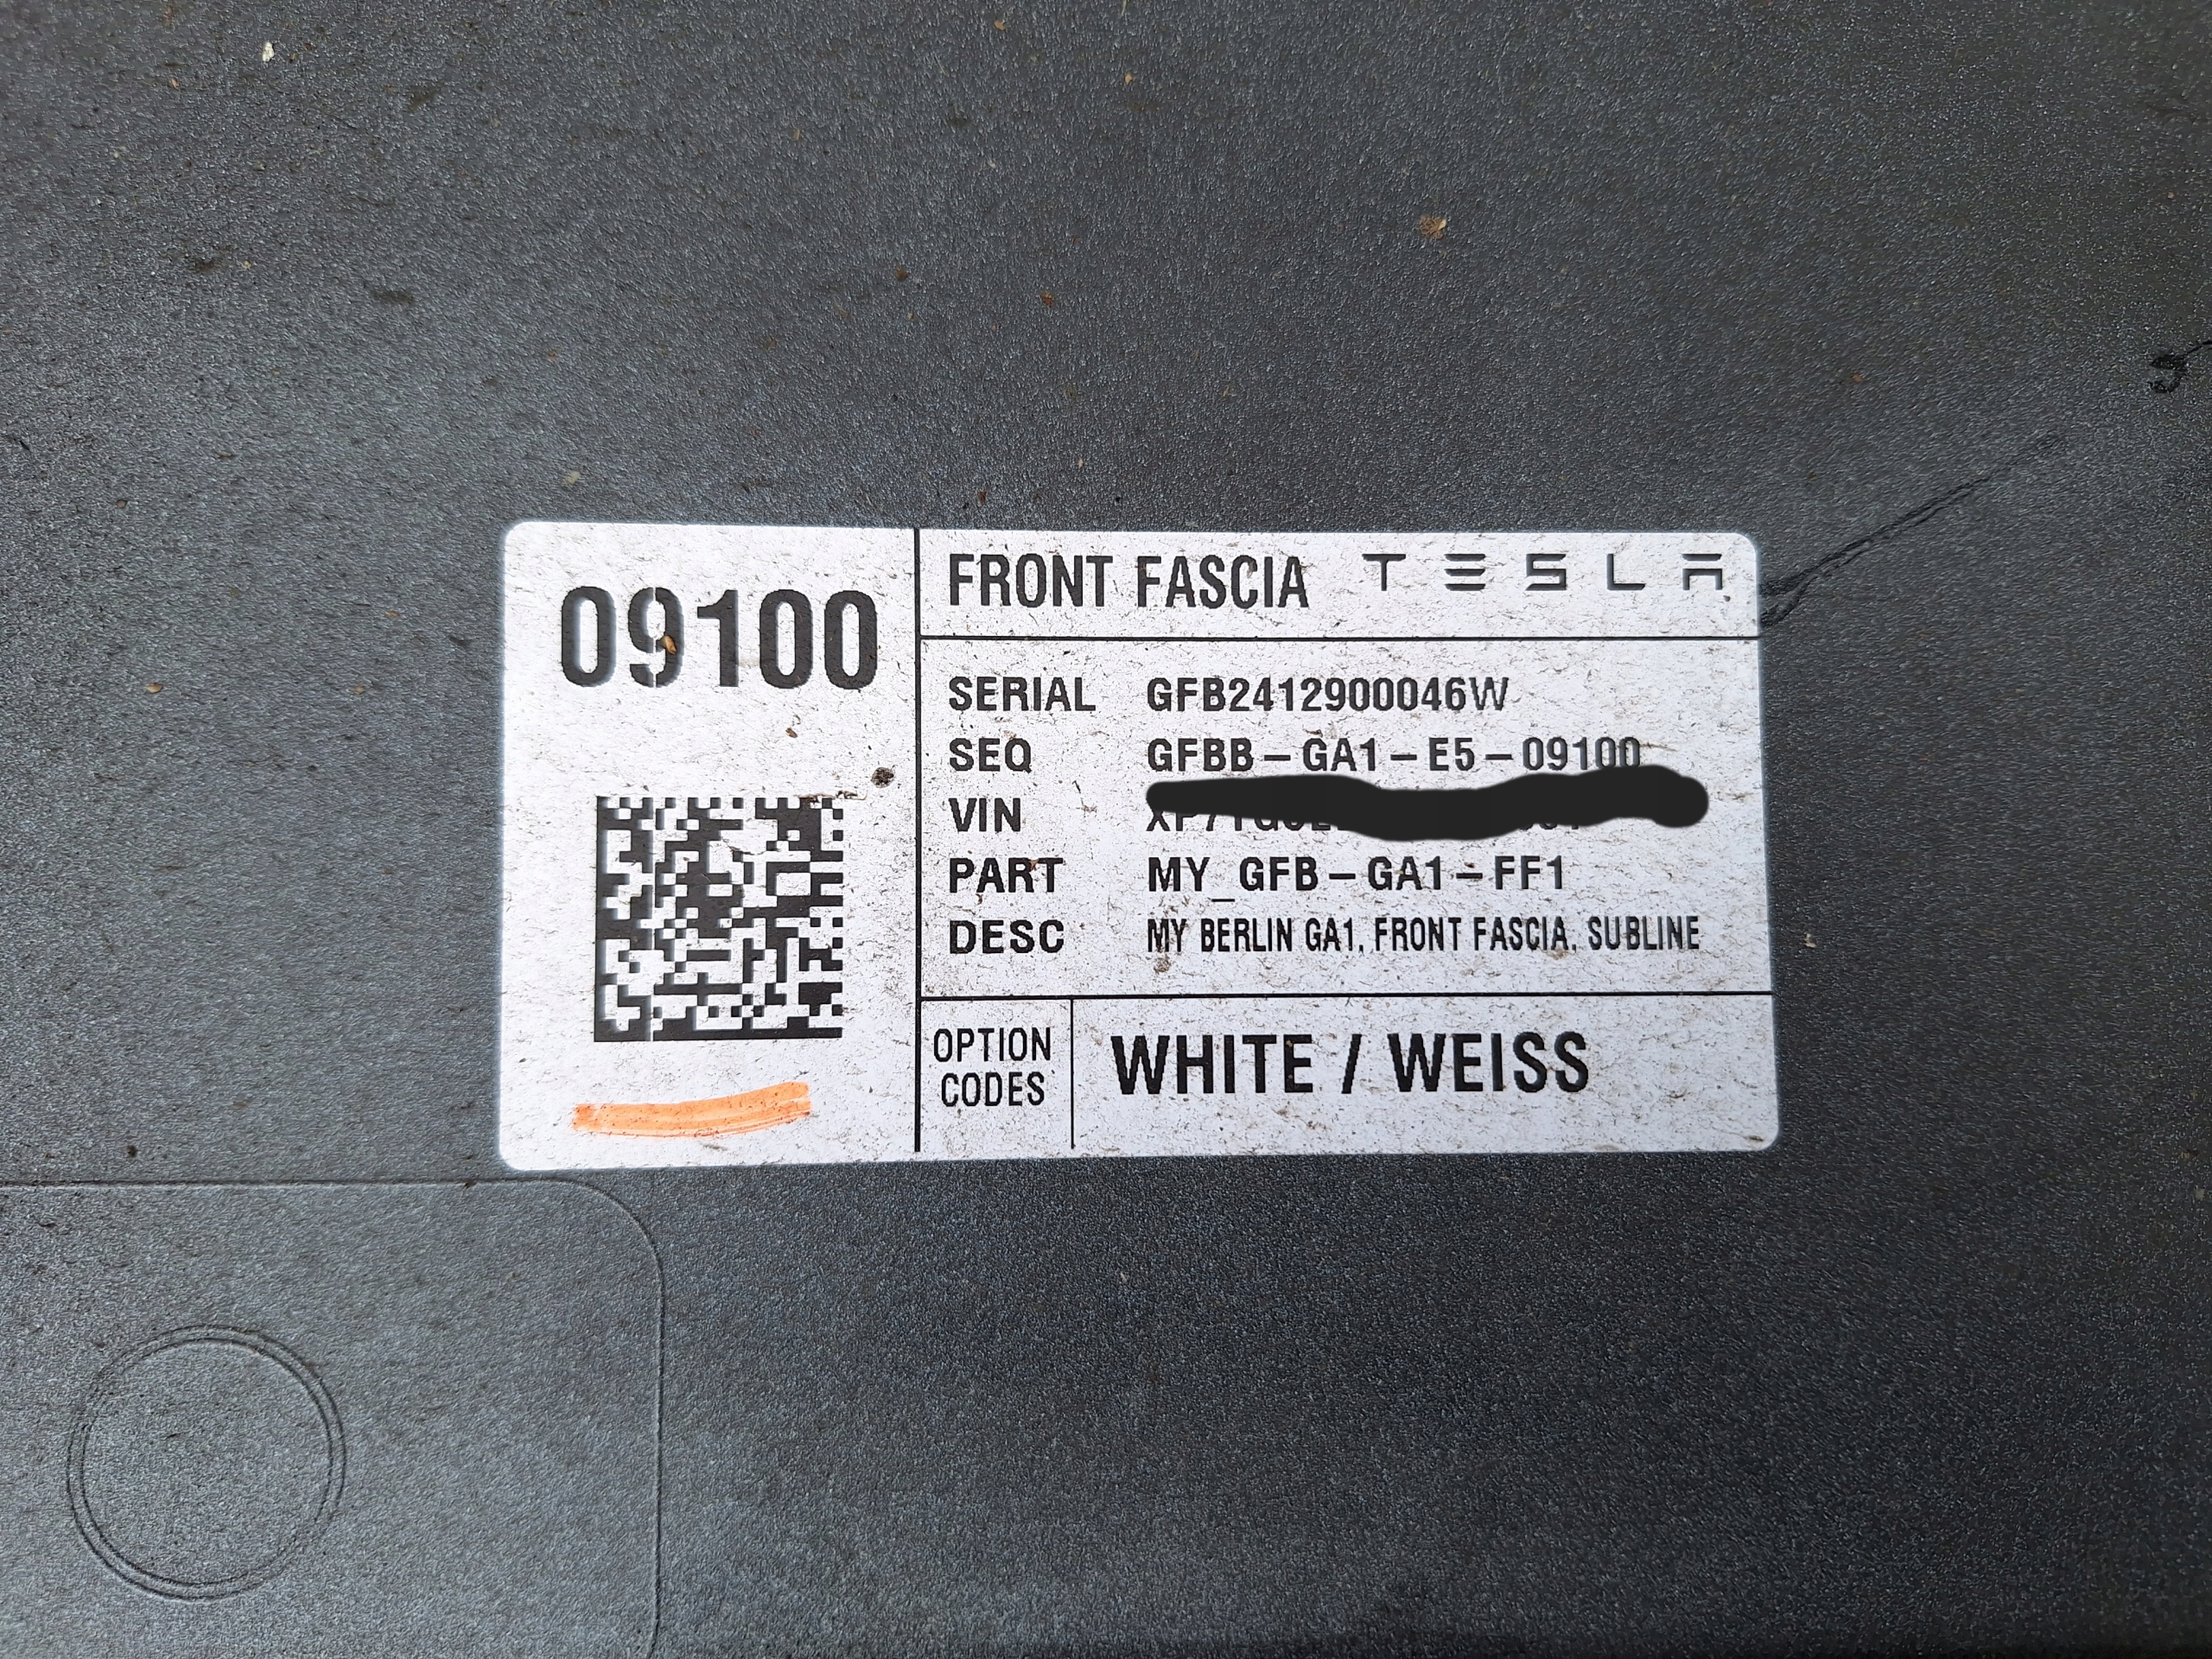 09100
FRONT FASCIA TESLA
SERIAL GFB2412900046W
SEQ GFBB-GA1-E5-09100
VIN
PART MY_GFB-GA1-FF1
DESC MY BERLIN GA1, FRONT FASCIA, SUBLINE
OPTION
CODES
WHITE / WEISS